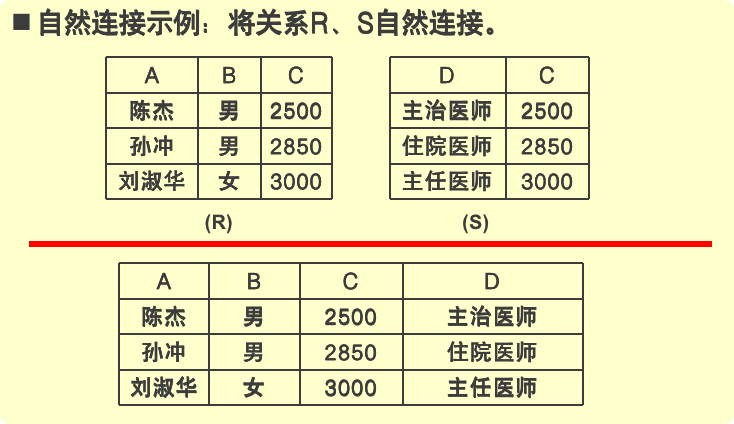 ■ 自然连接示例：将关系R、S自然连接。
A B C D C
陈杰 男 2500 主治医师 2500
孙冲 男 2850 住院医师 2850
刘淑华 女 3000 主任医师 3000
(R) (S)
A B C D
陈杰 男 2500 主治医师
孙冲 男 2850 住院医师
刘淑华 女 3000 主任医师